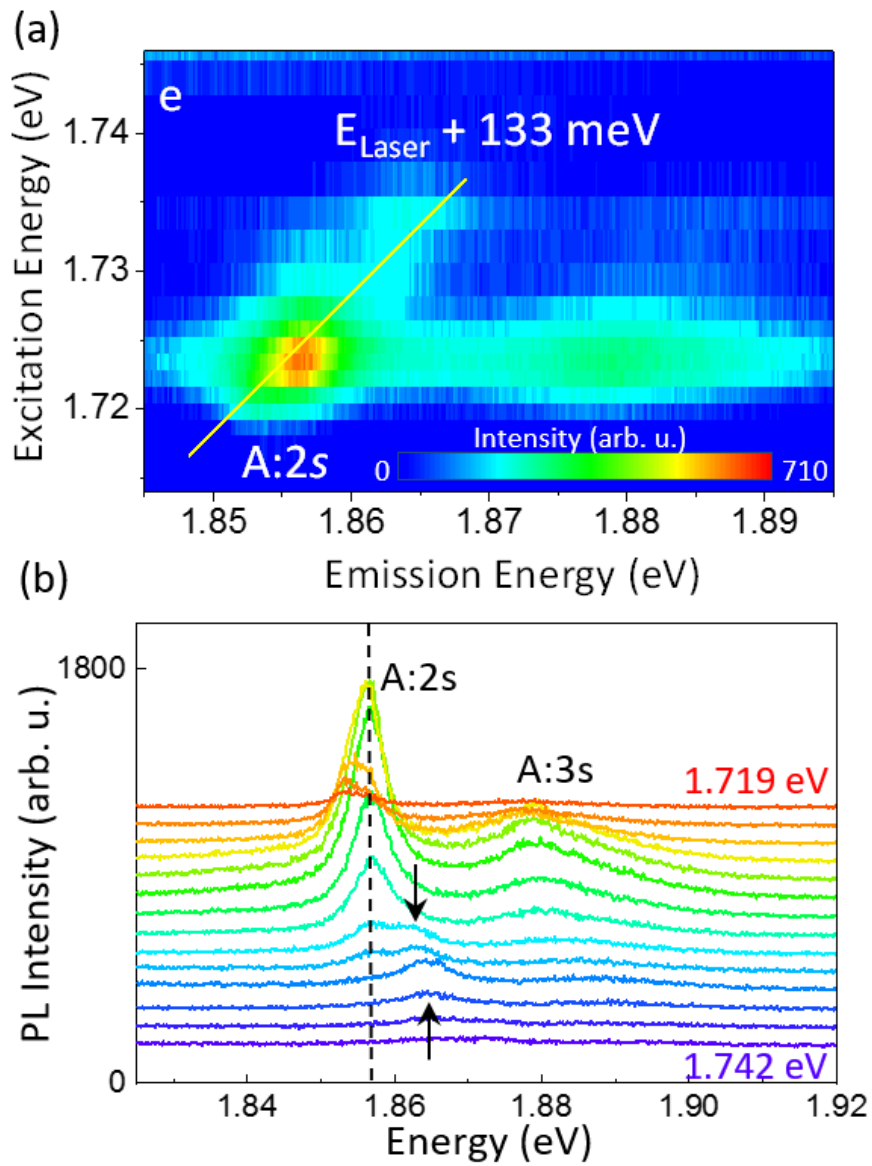 (a)
e
E_Laser + 133 meV
1.74
1.73
1.72
Excitation Energy (eV)
Intensity (arb. u.)
0 710
A:2s
1.85 1.86 1.87 1.88 1.89
Emission Energy (eV)
(b)
1800
A:2s
A:3s
1.719 eV
PL Intensity (arb. u.)
1.742 eV
0
1.84 1.86 1.88 1.90 1.92
Energy (eV)